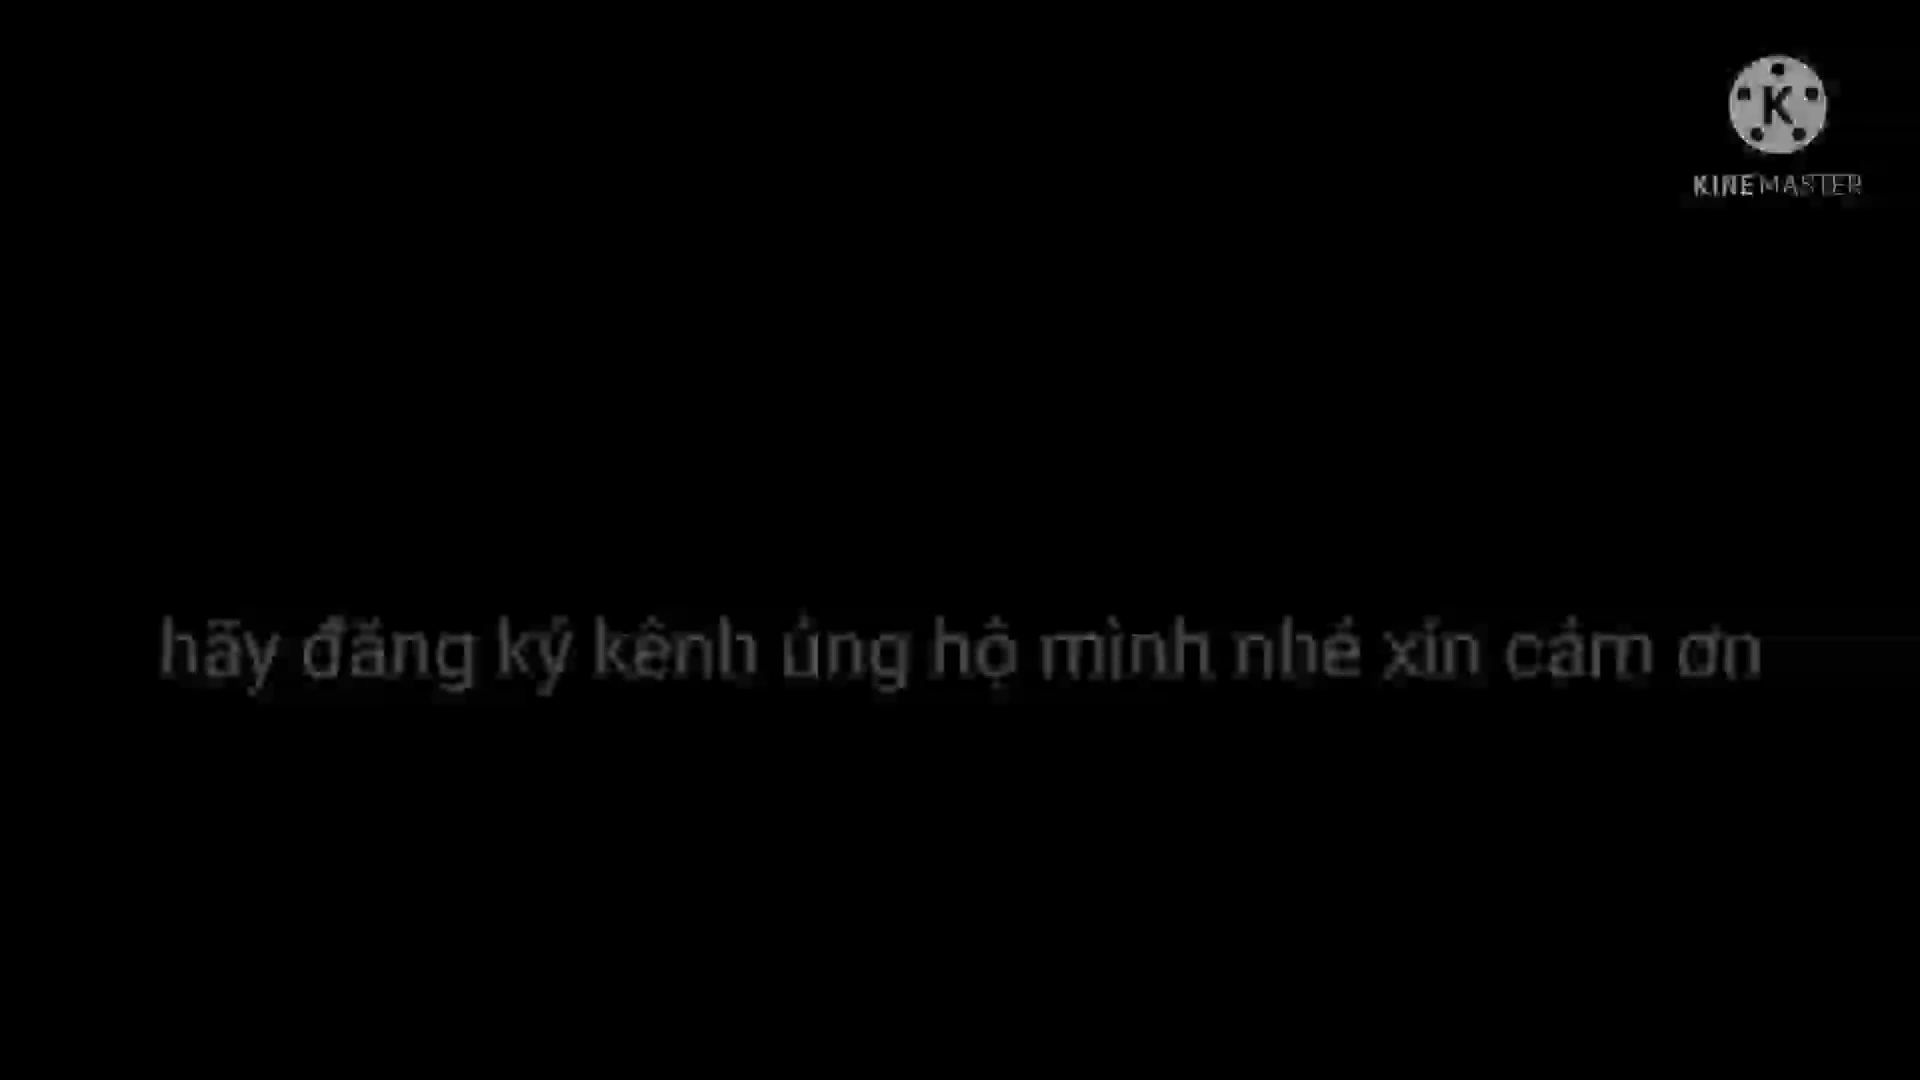 K
KINEMASTER
hãy đăng ký kênh ủng hộ mình nhé xin cảm ơn